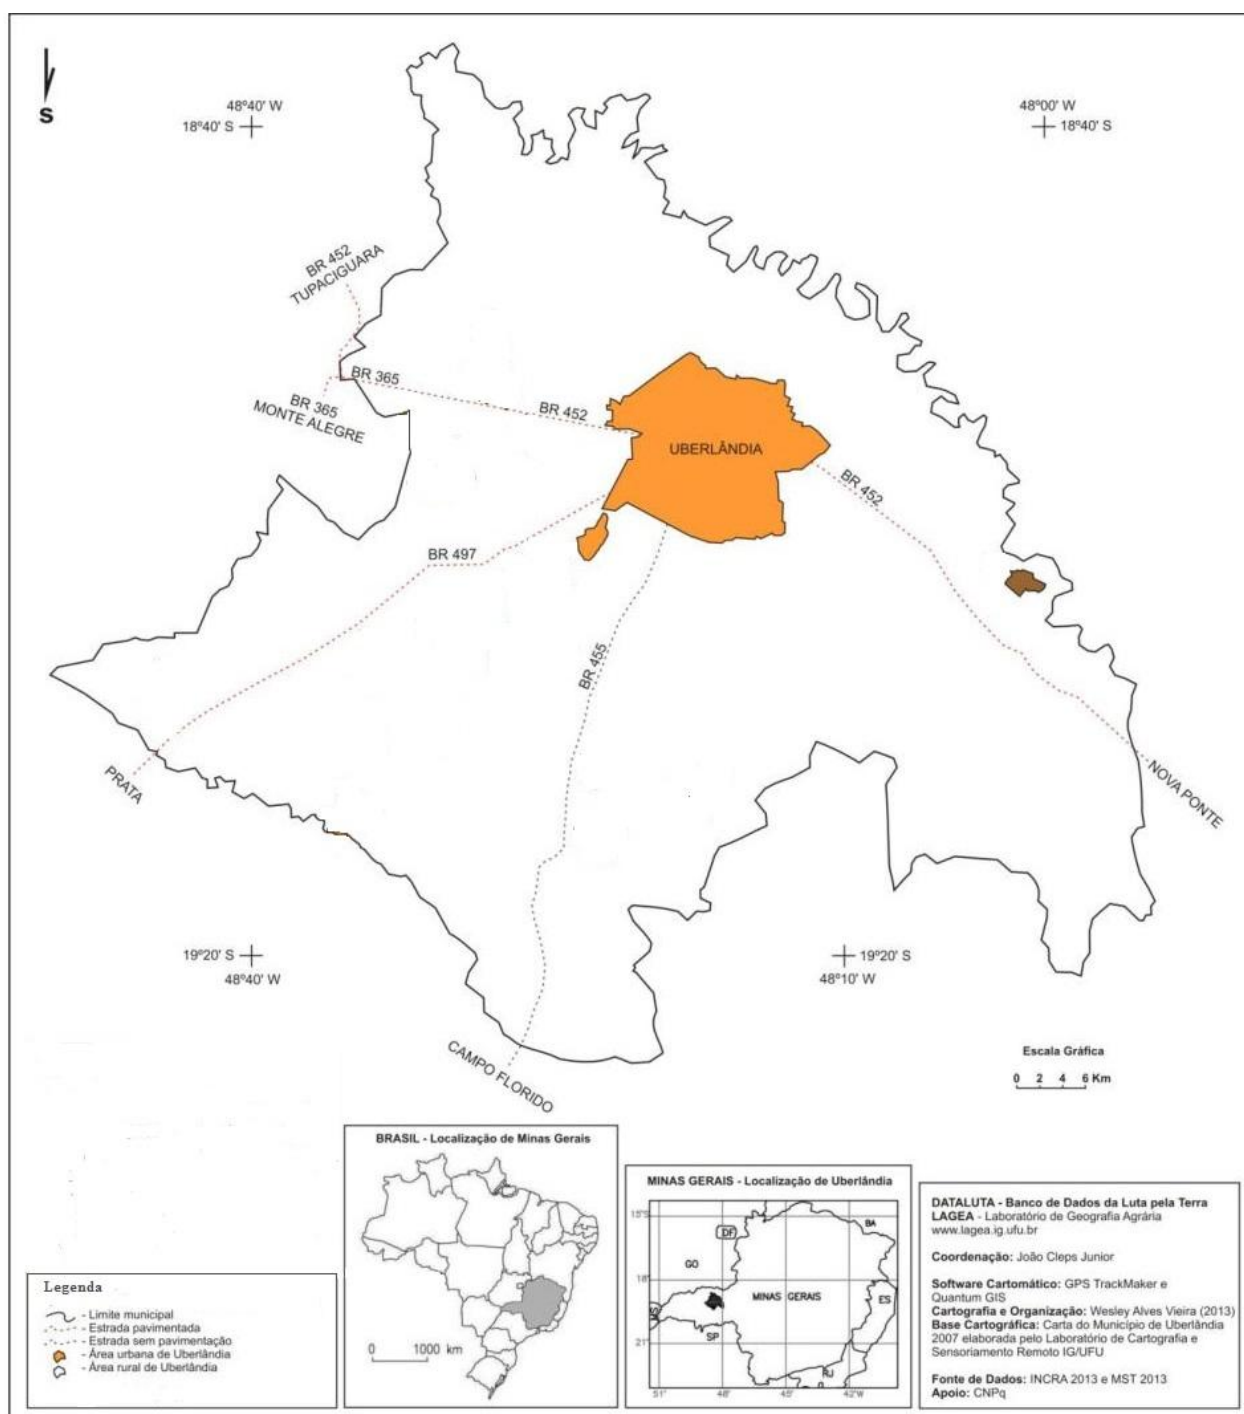 S
48º40' W
18º40' S
48º00' W
18º40' S
BR 452
TUPACIGUARA
BR 365
BR 365
MONTE ALEGRE
BR 452
UBERLÂNDIA
BR 452
BR 497
BR 455
PRATA
NOVA PONTE
19º20' S
48º40' W
19º20' S
48º10' W
CAMPO FLORIDO
Escala Gráfica
0 2 4 6 Km
BRASIL - Localização de Minas Gerais
0 1000 km
MINAS GERAIS - Localização de Uberlândia
15ºS
DF
BA
GO
18º
MINAS GERAIS
ES
MS
SP
21º
RJ
51º 48º 45º 42ºW
Legenda
- Limite municipal
- Estrada pavimentada
- Estrada sem pavimentação
- Área urbana de Uberlândia
- Área rural de Uberlândia
DATALUTA - Banco de Dados da Luta pela Terra
LAGEA - Laboratório de Geografia Agrária
www.lagea.ig.ufu.br
Coordenação: João Cleps Junior
Software Cartomático: GPS TrackMaker e
Quantum GIS
Cartografia e Organização: Wesley Alves Vieira (2013)
Base Cartográfica: Carta do Município de Uberlândia
2007 elaborada pelo Laboratório de Cartografia e
Sensoriamento Remoto IG/UFU
Fonte de Dados: INCRA 2013 e MST 2013
Apoio: CNPq